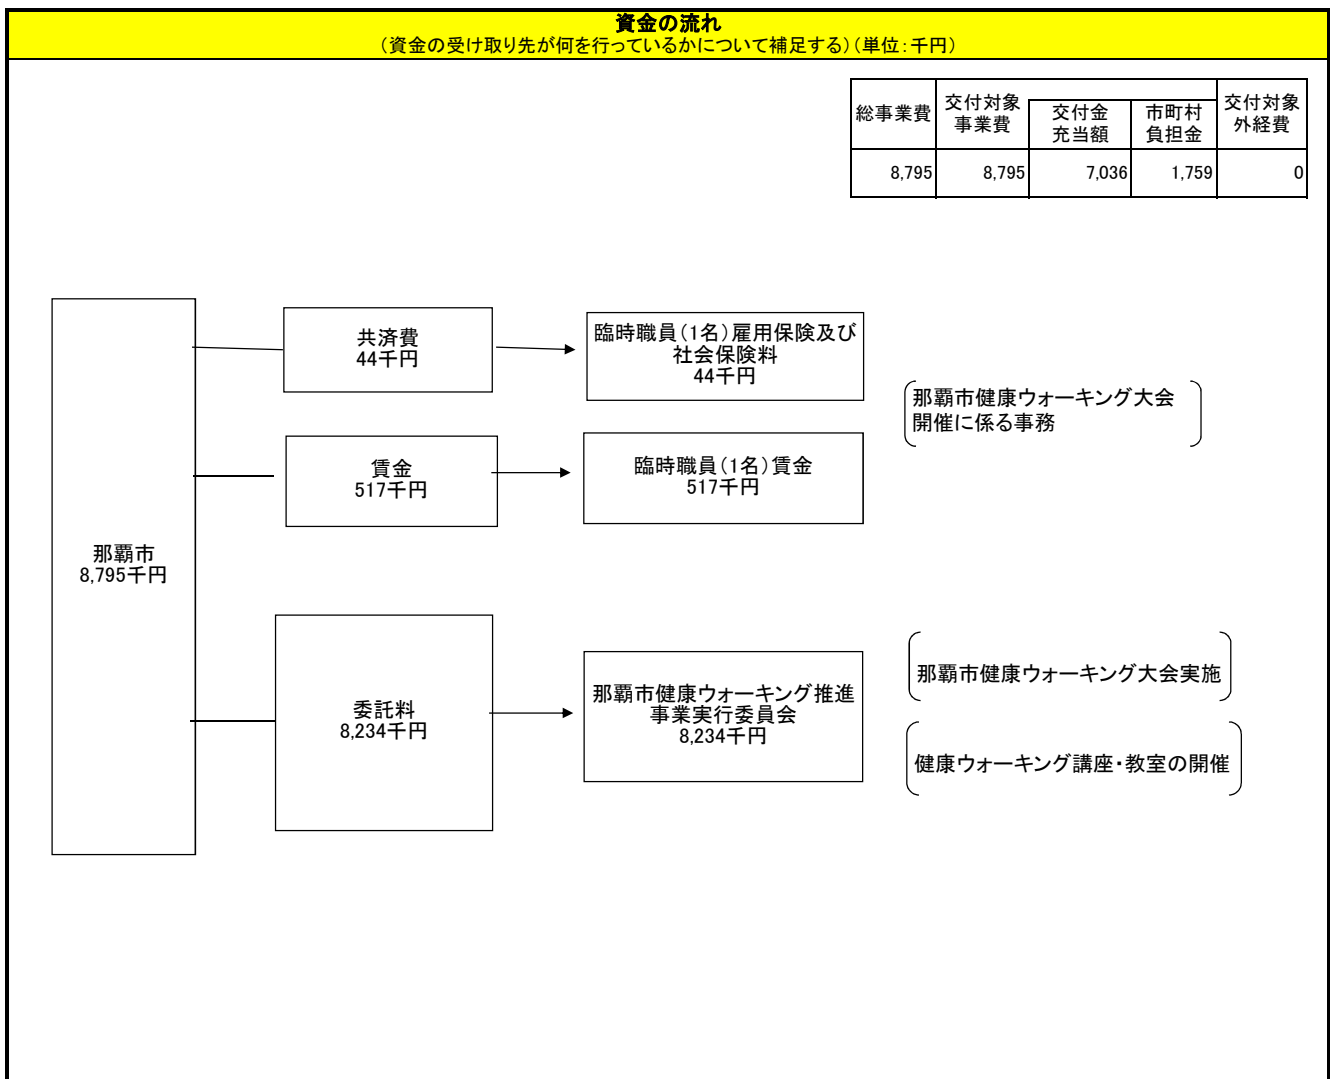 資金の流れ
（資金の受け取り先が何を行っているかについて補足する）（単位：千円）
総事業費
交付対象
事業費
交付金
充当額
市町村
負担金
交付対象
外経費
8,795
8,795
7,036
1,759
0
那覇市
8,795千円
共済費
44千円
臨時職員（1名）雇用保険及び
社会保険料
44千円
那覇市健康ウォーキング大会
開催に係る事務
賃金
517千円
臨時職員（1名）賃金
517千円
委託料
8,234千円
那覇市健康ウォーキング推進
事業実行委員会
8,234千円
那覇市健康ウォーキング大会実施
健康ウォーキング講座・教室の開催